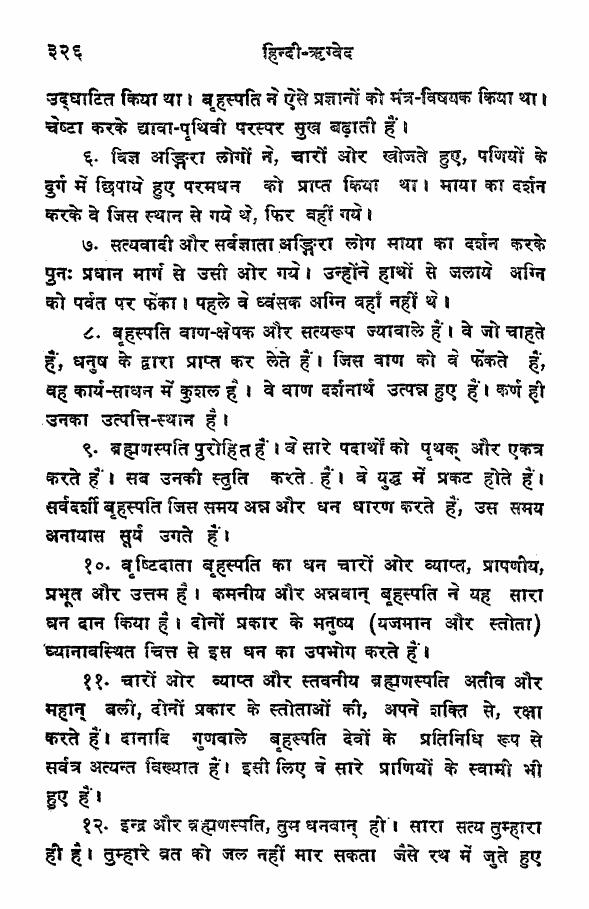 ३२६ हिन्दी-ऋग्वेद
उद्घाटित किया था। बृहस्पति ने ऐसे प्रज्ञानों को मंत्र-विषयक किया था।
चेष्टा करके द्यावा-पृथिवी परस्पर सुख बढ़ाती हैं।
६. विज्ञ अङ्गिरा लोगों ने, चारों ओर खोजते हुए, पणियों के
दुर्ग में छिपाये हुए परमधन को प्राप्त किया था। माया का दर्शन
करके वे जिस स्थान से गये थे, फिर वहीं गये।
७. सत्यवादी और सर्वज्ञाता अङ्गिरा लोग माया का दर्शन करके
पुनः प्रधान मार्ग से उसी ओर गये। उन्होंने हाथों से जलाये अग्नि
को पर्वत पर फेंका। पहले वे ध्वंसक अग्नि वहाँ नहीं थे।
८. बृहस्पति वाण-क्षेपक और सत्यरूप ज्यावाले हैं। वे जो चाहते
हैं, धनुष के द्वारा प्राप्त कर लेते हैं। जिस वाण को वे फेंकते हैं,
वह कार्य-साधन में कुशल है। वे वाण दर्शनार्थ उत्पन्न हुए हैं। कर्ण ही
उनका उत्पत्ति-स्थान है।
९. ब्रह्मणस्पति पुरोहित हैं। वे सारे पदार्थों को पृथक् और एकत्र
करते हैं। सब उनकी स्तुति करते हैं। वे युद्ध में प्रकट होते हैं।
सर्वदर्शी बृहस्पति जिस समय अन्न और धन धारण करते हैं, उस समय
अनायास सूर्य उगते हैं।
१०. वृष्टिदाता बृहस्पति का धन चारों ओर व्याप्त, प्रापणीय,
प्रभूत और उत्तम है। कमनीय और अन्नवान् बृहस्पति ने यह सारा
धन दान किया है। दोनों प्रकार के मनुष्य (यजमान और स्तोता)
ध्यानावस्थित चित्त से इस धन का उपभोग करते हैं।
११. चारों ओर व्याप्त और स्तवनीय ब्रह्मणस्पति अतीव और
महान् बली, दोनों प्रकार के स्तोताओं की, अपने शक्ति से, रक्षा
करते हैं। दानादि गुणवाले बृहस्पति देवों के प्रतिनिधि रूप से
सर्वत्र अत्यन्त विख्यात हैं। इसी लिए वे सारे प्राणियों के स्वामी भी
हुए हैं।
१२. इन्द्र और ब्रह्मणस्पति, तुम धनवान् हो। सारा सत्य तुम्हारा
ही है। तुम्हारे व्रत को जल नहीं मार सकता जैसे रथ में जुते हुए